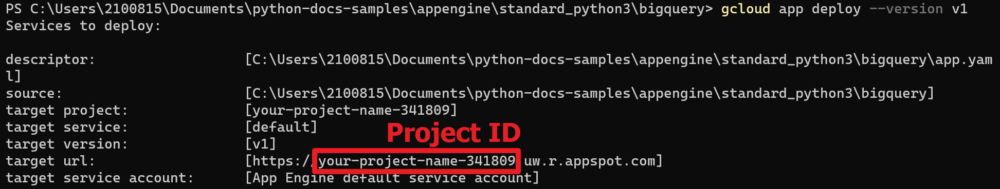 PS C:\Users\2100815\Documents\python-docs-samples\appengine\standard_python3\bigquery> gcloud app deploy --version v1
Services to deploy:
descriptor: [C:\Users\2100815\Documents\python-docs-samples\appengine\standard_python3\bigquery\app.yam
l]
source: [C:\Users\2100815\Documents\python-docs-samples\appengine\standard_python3\bigquery]
target project: [your-project-name-341809]
target service: [default]
Project ID
target version: [v1]
target url: [https://your-project-name-341809 uw.r.appspot.com]
target service account: [App Engine default service account]